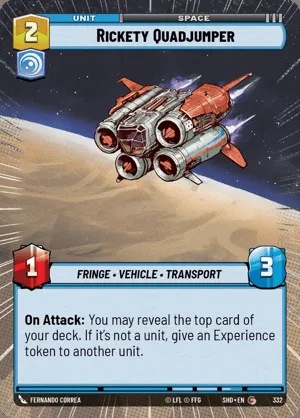 UNIT SPACE
2 RICKETY QUADJUMPER
1 3
FRINGE • VEHICLE • TRANSPORT
On Attack: You may reveal the top card of
your deck. If it's not a unit, give an Experience
token to another unit.
FERNANDO CORREA © LFL © FFG SHD • EN C 332